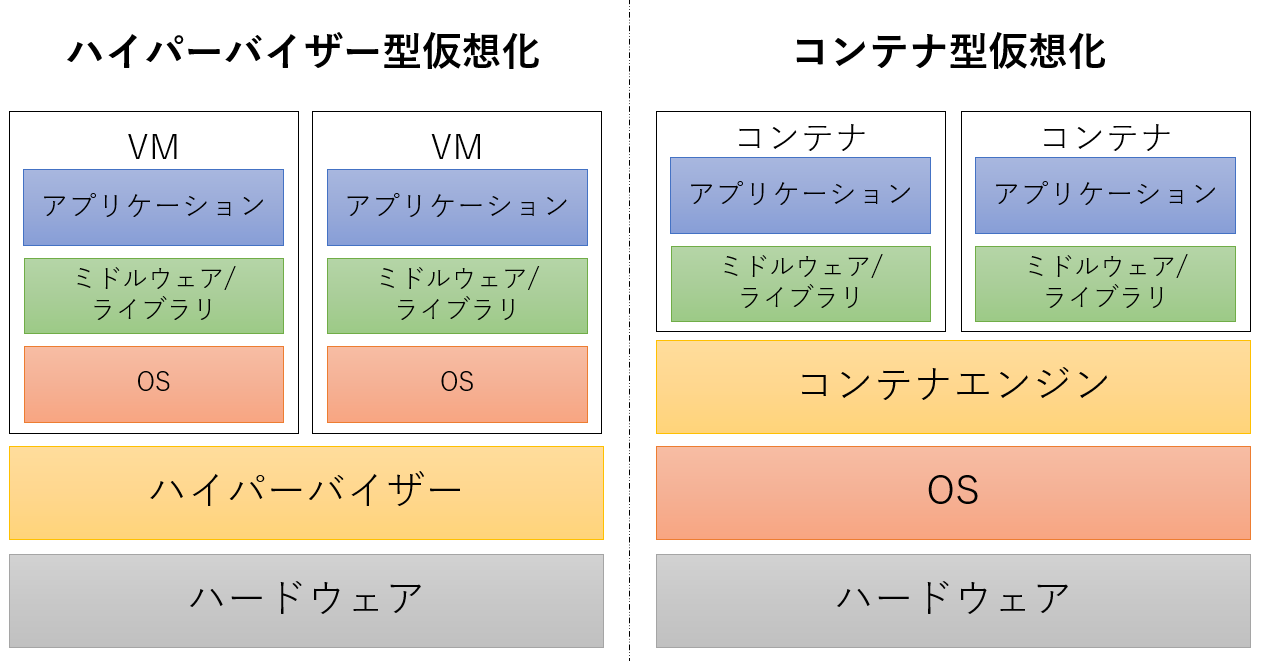 ハイパーバイザー型仮想化
VM
アプリケーション
ミドルウェア/
ライブラリ
OS
VM
アプリケーション
ミドルウェア/
ライブラリ
OS
ハイパーバイザー
ハードウェア
コンテナ型仮想化
コンテナ
アプリケーション
ミドルウェア/
ライブラリ
コンテナ
アプリケーション
ミドルウェア/
ライブラリ
コンテナエンジン
OS
ハードウェア